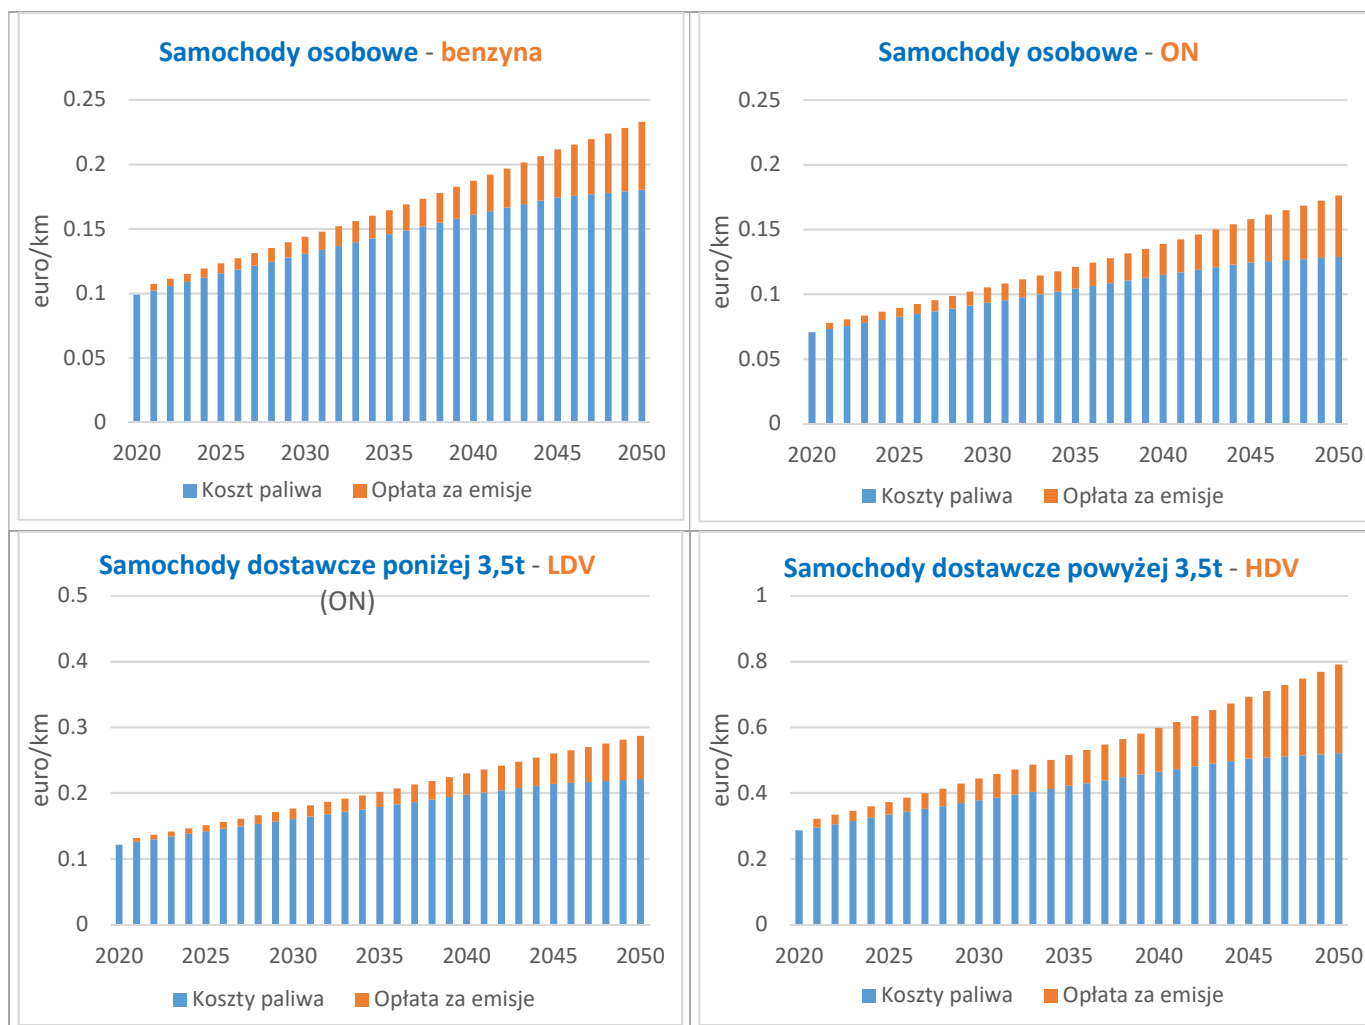 Samochody osobowe - benzyna
0.25
0.2
0.15
0.1
0.05
0
euro/km
2020 2025 2030 2035 2040 2045 2050
Koszt paliwa Opłata za emisje
Samochody osobowe - ON
0.25
0.2
0.15
0.1
0.05
0
euro/km
2020 2025 2030 2035 2040 2045 2050
Koszty paliwa Opłata za emisje
Samochody dostawcze poniżej 3,5t - LDV
(ON)
0.5
0.4
0.3
0.2
0.1
0
euro/km
2020 2025 2030 2035 2040 2045 2050
Koszty paliwa Opłata za emisje
Samochody dostawcze powyżej 3,5t - HDV
1
0.8
0.6
0.4
0.2
0
euro/km
2020 2025 2030 2035 2040 2045 2050
Koszty paliwa Opłata za emisje